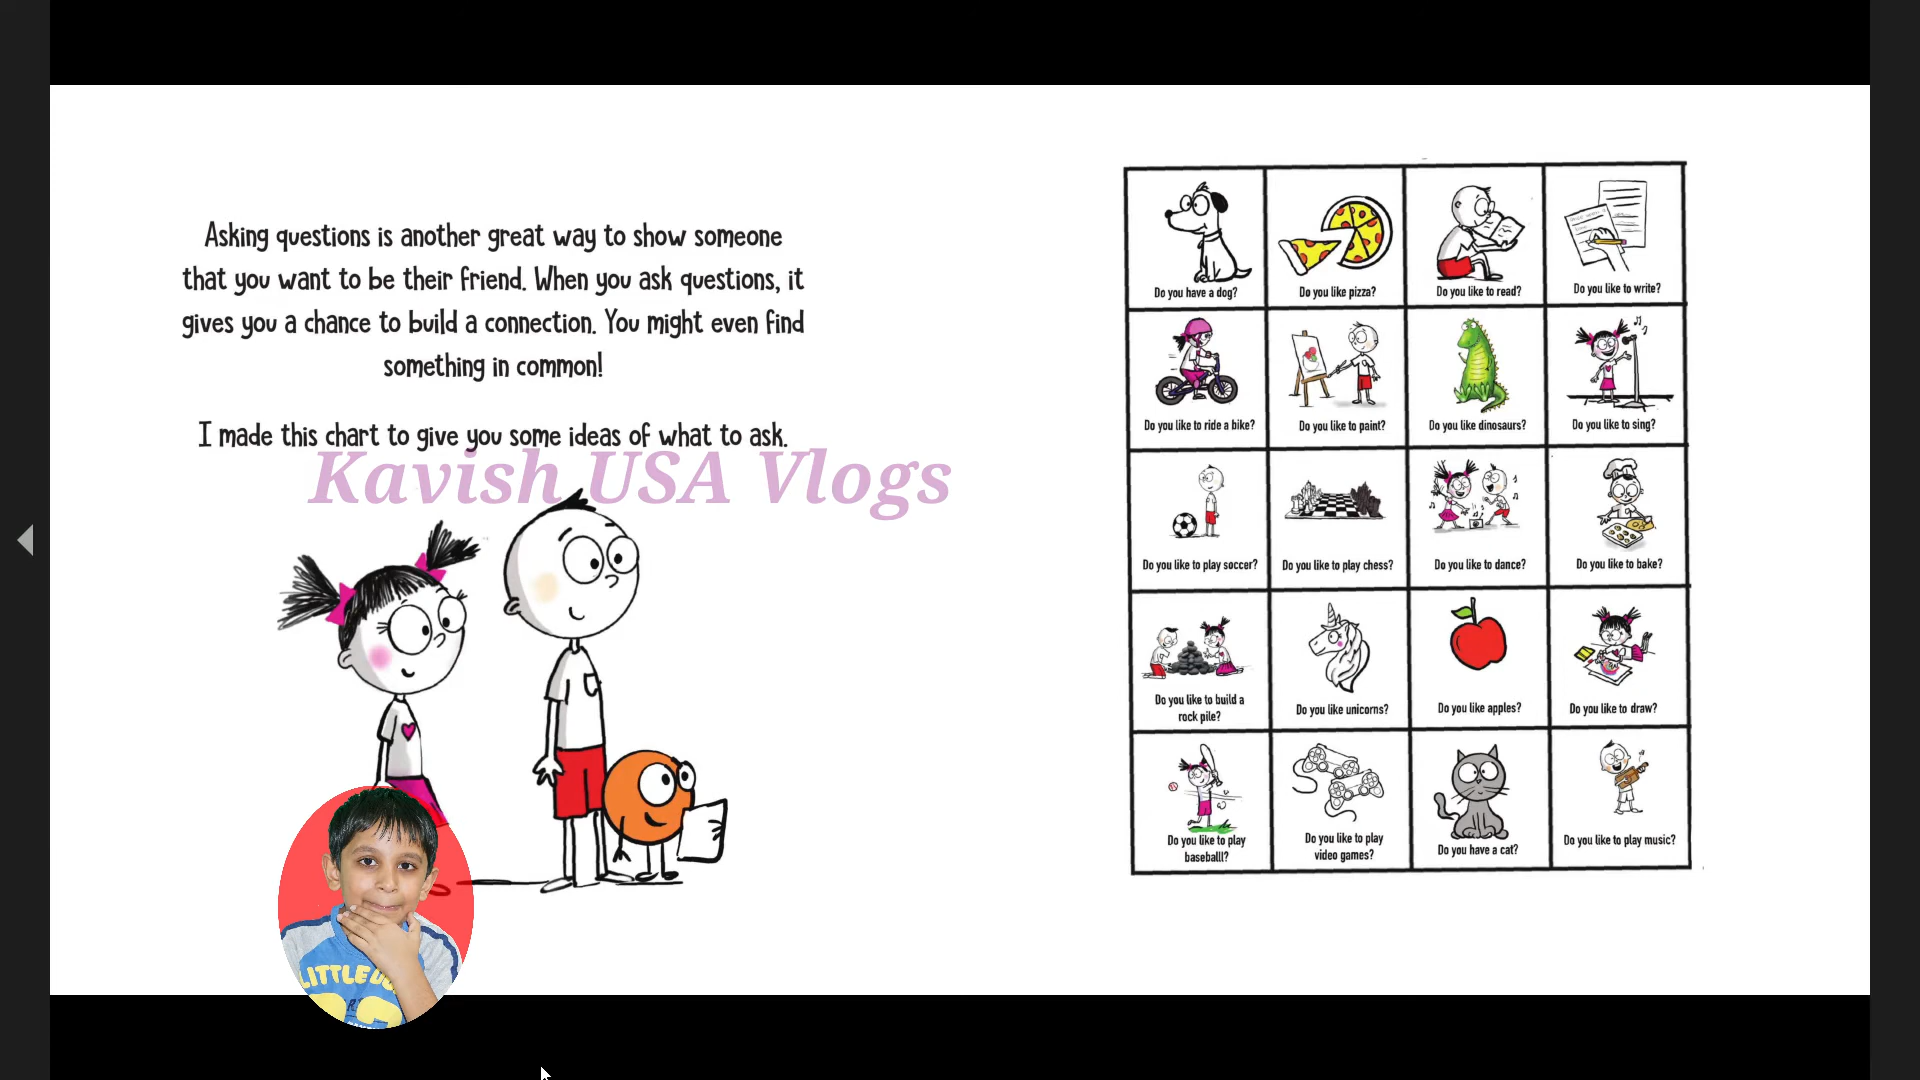 Asking questions is another great way to show someone
that you want to be their friend. When you ask questions, it
gives you a chance to build a connection. You might even find
something in common!
I made this chart to give you some ideas of what to ask.
Kavish USA Vlogs
LITTLE
Do you have a dog?
Do you like pizza?
Do you like to read?
Do you like to write?
Do you like to ride a bike?
Do you like to paint?
Do you like dinosaurs?
Do you like to sing?
Do you like to play soccer?
Do you like to play chess?
Do you like to dance?
Do you like to bake?
Do you like to build a
rock pile?
Do you like unicorns?
Do you like apples?
Do you like to draw?
Do you like to play
baseballl?
Do you like to play
video games?
Do you have a cat?
Do you like to play music?